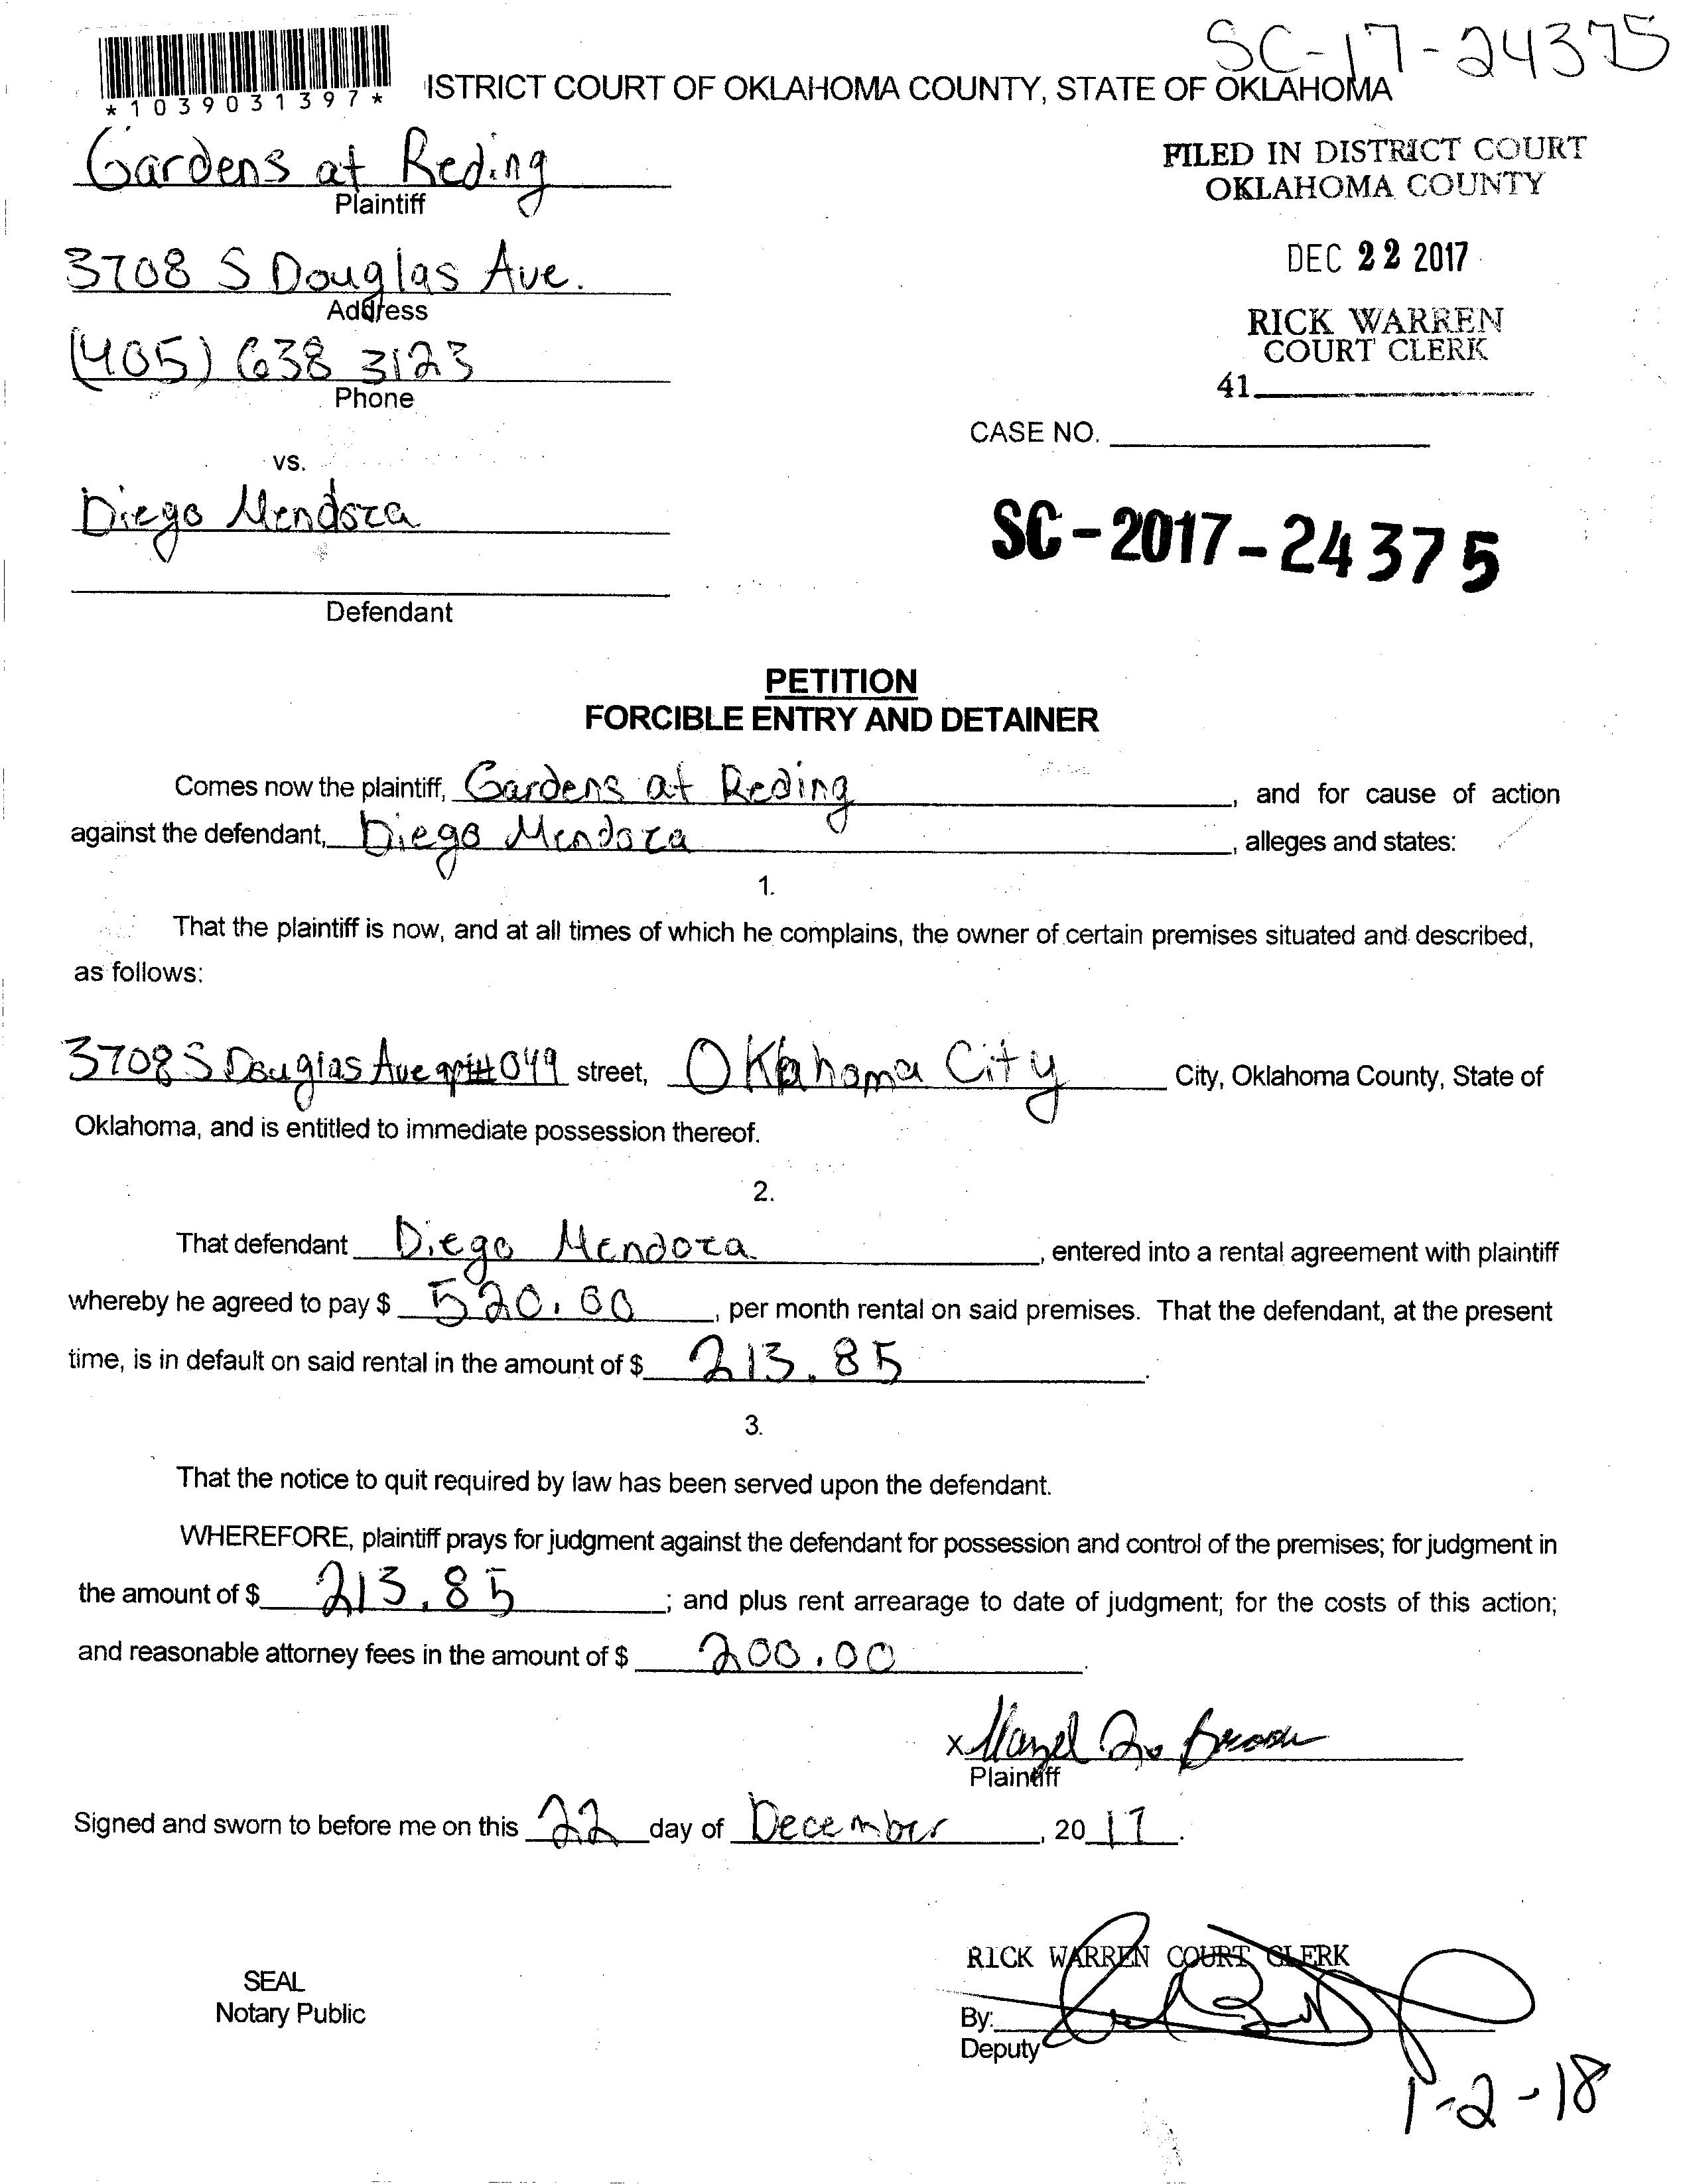 SC-17-24375
*1039031397*
ISTRICT COURT OF OKLAHOMA COUNTY, STATE OF OKLAHOMA
Gardens at Reding
Plaintiff
FILED IN DISTRICT COURT
OKLAHOMA COUNTY
3708 S Douglas Ave.
Address
DEC 22 2017
(405) 638 3123
Phone
RICK WARREN
COURT CLERK
41
CASE NO.
vs.
Diego Mendoza
SC-2017-24375
Defendant
PETITION
FORCIBLE ENTRY AND DETAINER
Comes now the plaintiff, Gardens at Reding, and for cause of action
against the defendant, Diego Mendoza, alleges and states:
1.
That the plaintiff is now, and at all times of which he complains, the owner of certain premises situated and described,
as follows:
3708 S Douglas Ave apt# 049 street, Oklahoma City City, Oklahoma County, State of
Oklahoma, and is entitled to immediate possession thereof.
2.
That defendant Diego Mendoza, entered into a rental agreement with plaintiff
whereby he agreed to pay $ 520.00, per month rental on said premises. That the defendant, at the present
time, is in default on said rental in the amount of $ 213.85.
3.
That the notice to quit required by law has been served upon the defendant.
WHEREFORE, plaintiff prays for judgment against the defendant for possession and control of the premises; for judgment in
the amount of $ 213.85; and plus rent arrearage to date of judgment; for the costs of this action;
and reasonable attorney fees in the amount of $ 200.00.
x
Plaintiff
Signed and sworn to before me on this 22 day of December, 2017.
RICK WARREN COURT CLERK
SEAL
Notary Public
By:
Deputy
1-2-18